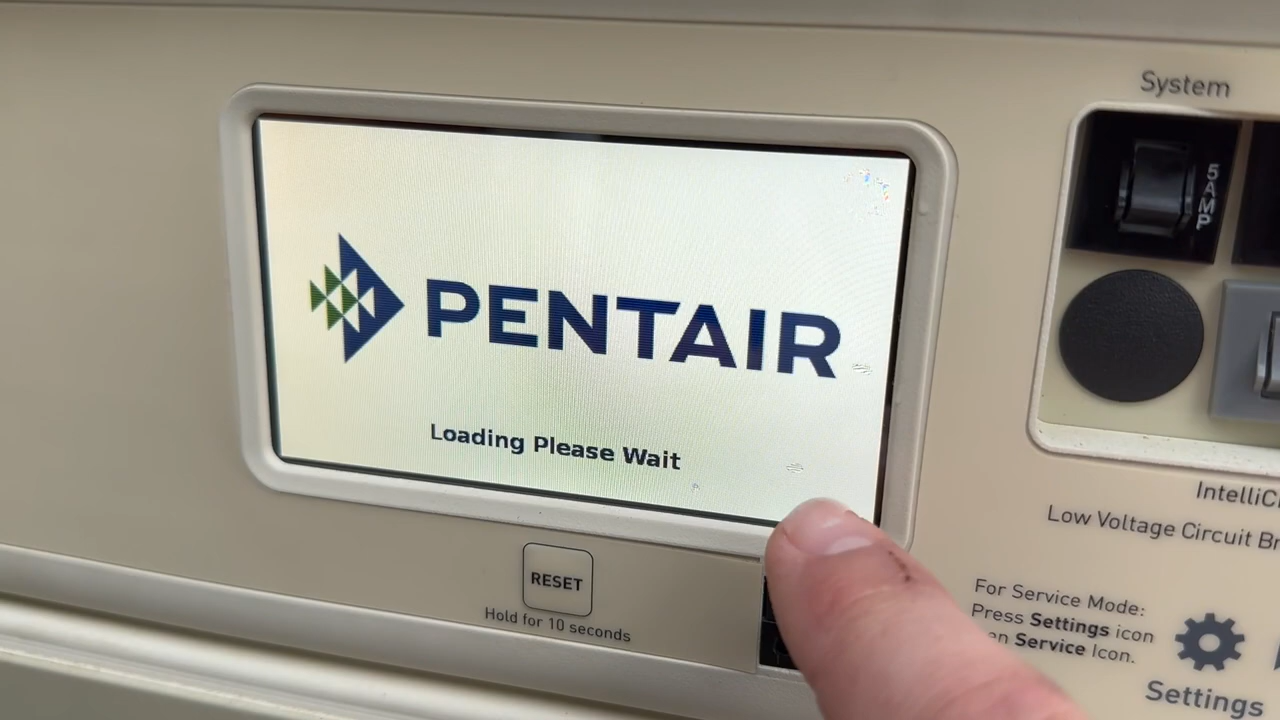 System
5 AMP
PENTAIR
Loading Please Wait
RESET
Hold for 10 seconds
Low Voltage Circuit
For Service Mode:
Press Settings icon
Service Icon.
Settings